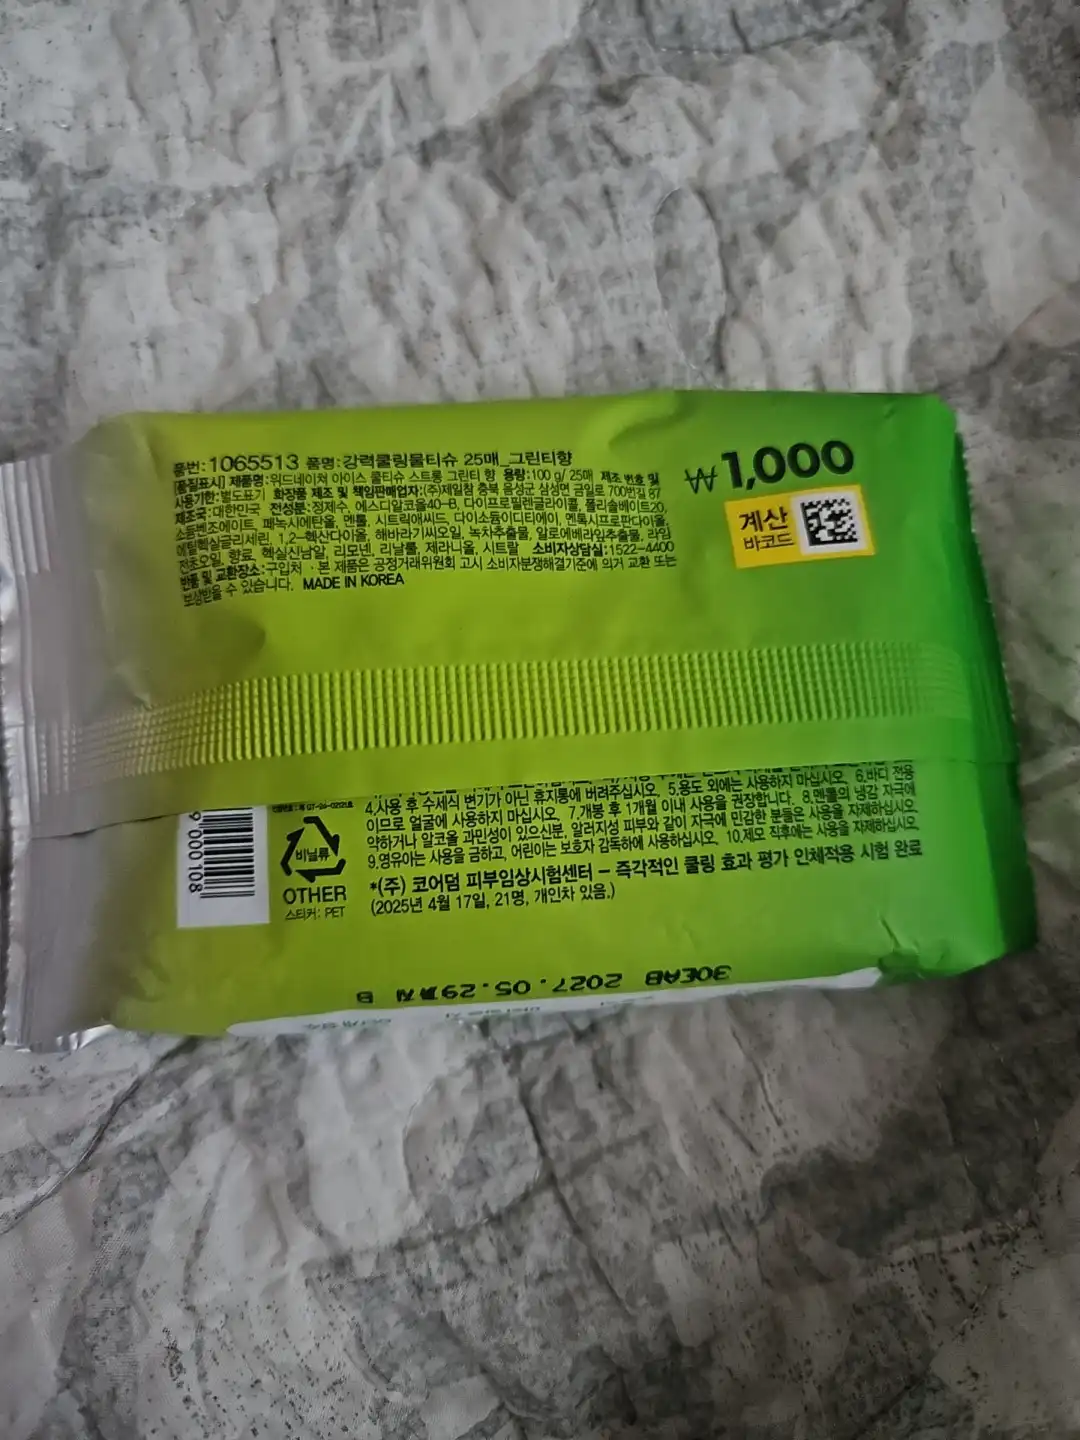 품번: 1065513 품명: 강력쿨링물티슈 25매_그린티향
[품질표시] 제품명: 위드네이쳐 아이스 쿨티슈 스트롱 그린티 향 용량: 100 g/ 25매 제조 번호 및
사용기한: 별도표기 화장품 제조 및 책임판매업자: (주)제일참 충북 음성군 삼성면 금일로 700번길 87
제조국: 대한민국 전성분: 정제수, 에스디알코올40-B, 다이프로필렌글라이콜, 폴리솔베이트20,
소듐벤조에이트, 페녹시에탄올, 멘톨, 시트릭애씨드, 다이소듐이디티에이, 멘톡시프로판다이올,
에틸헥실글리세린, 1,2-헥산다이올, 해바라기씨오일, 녹차추출물, 알로에베라잎추출물, 라임
전초오일, 향료, 헥실신남알, 리모넨, 리날룰, 제라니올, 시트랄 소비자상담실: 1522-4400
반품 및 교환장소: 구입처 · 본 제품은 공정거래위원회 고시 소비자분쟁해결기준에 의거 교환 또는
보상받을 수 있습니다. MADE IN KOREA
₩1,000
계산
바코드
4.사용 후 수세식 변기가 아닌 휴지통에 버려주십시오. 5.용도 외에는 사용하지 마십시오. 6.바디 전용
이므로 얼굴에 사용하지 마십시오. 7.개봉 후 1개월 이내 사용을 권장합니다. 8.멘톨의 냉감 자극에
약하거나 알코올 과민성이 있으신분, 알러지성 피부와 같이 자극에 민감한 분들은 사용을 자제하십시오.
9.영유아는 사용을 금하고, 어린이는 보호자 감독하에 사용하십시오. 10.제모 직후에는 사용을 자제하십시오.
*(주) 코어덤 피부임상시험센터 – 즉각적인 쿨링 효과 평가 인체적용 시험 완료
(2025년 4월 17일, 21명, 개인차 있음.)
비닐류
OTHER
스티커: PET
9 000108
30EAB 2027.05.29까지 B